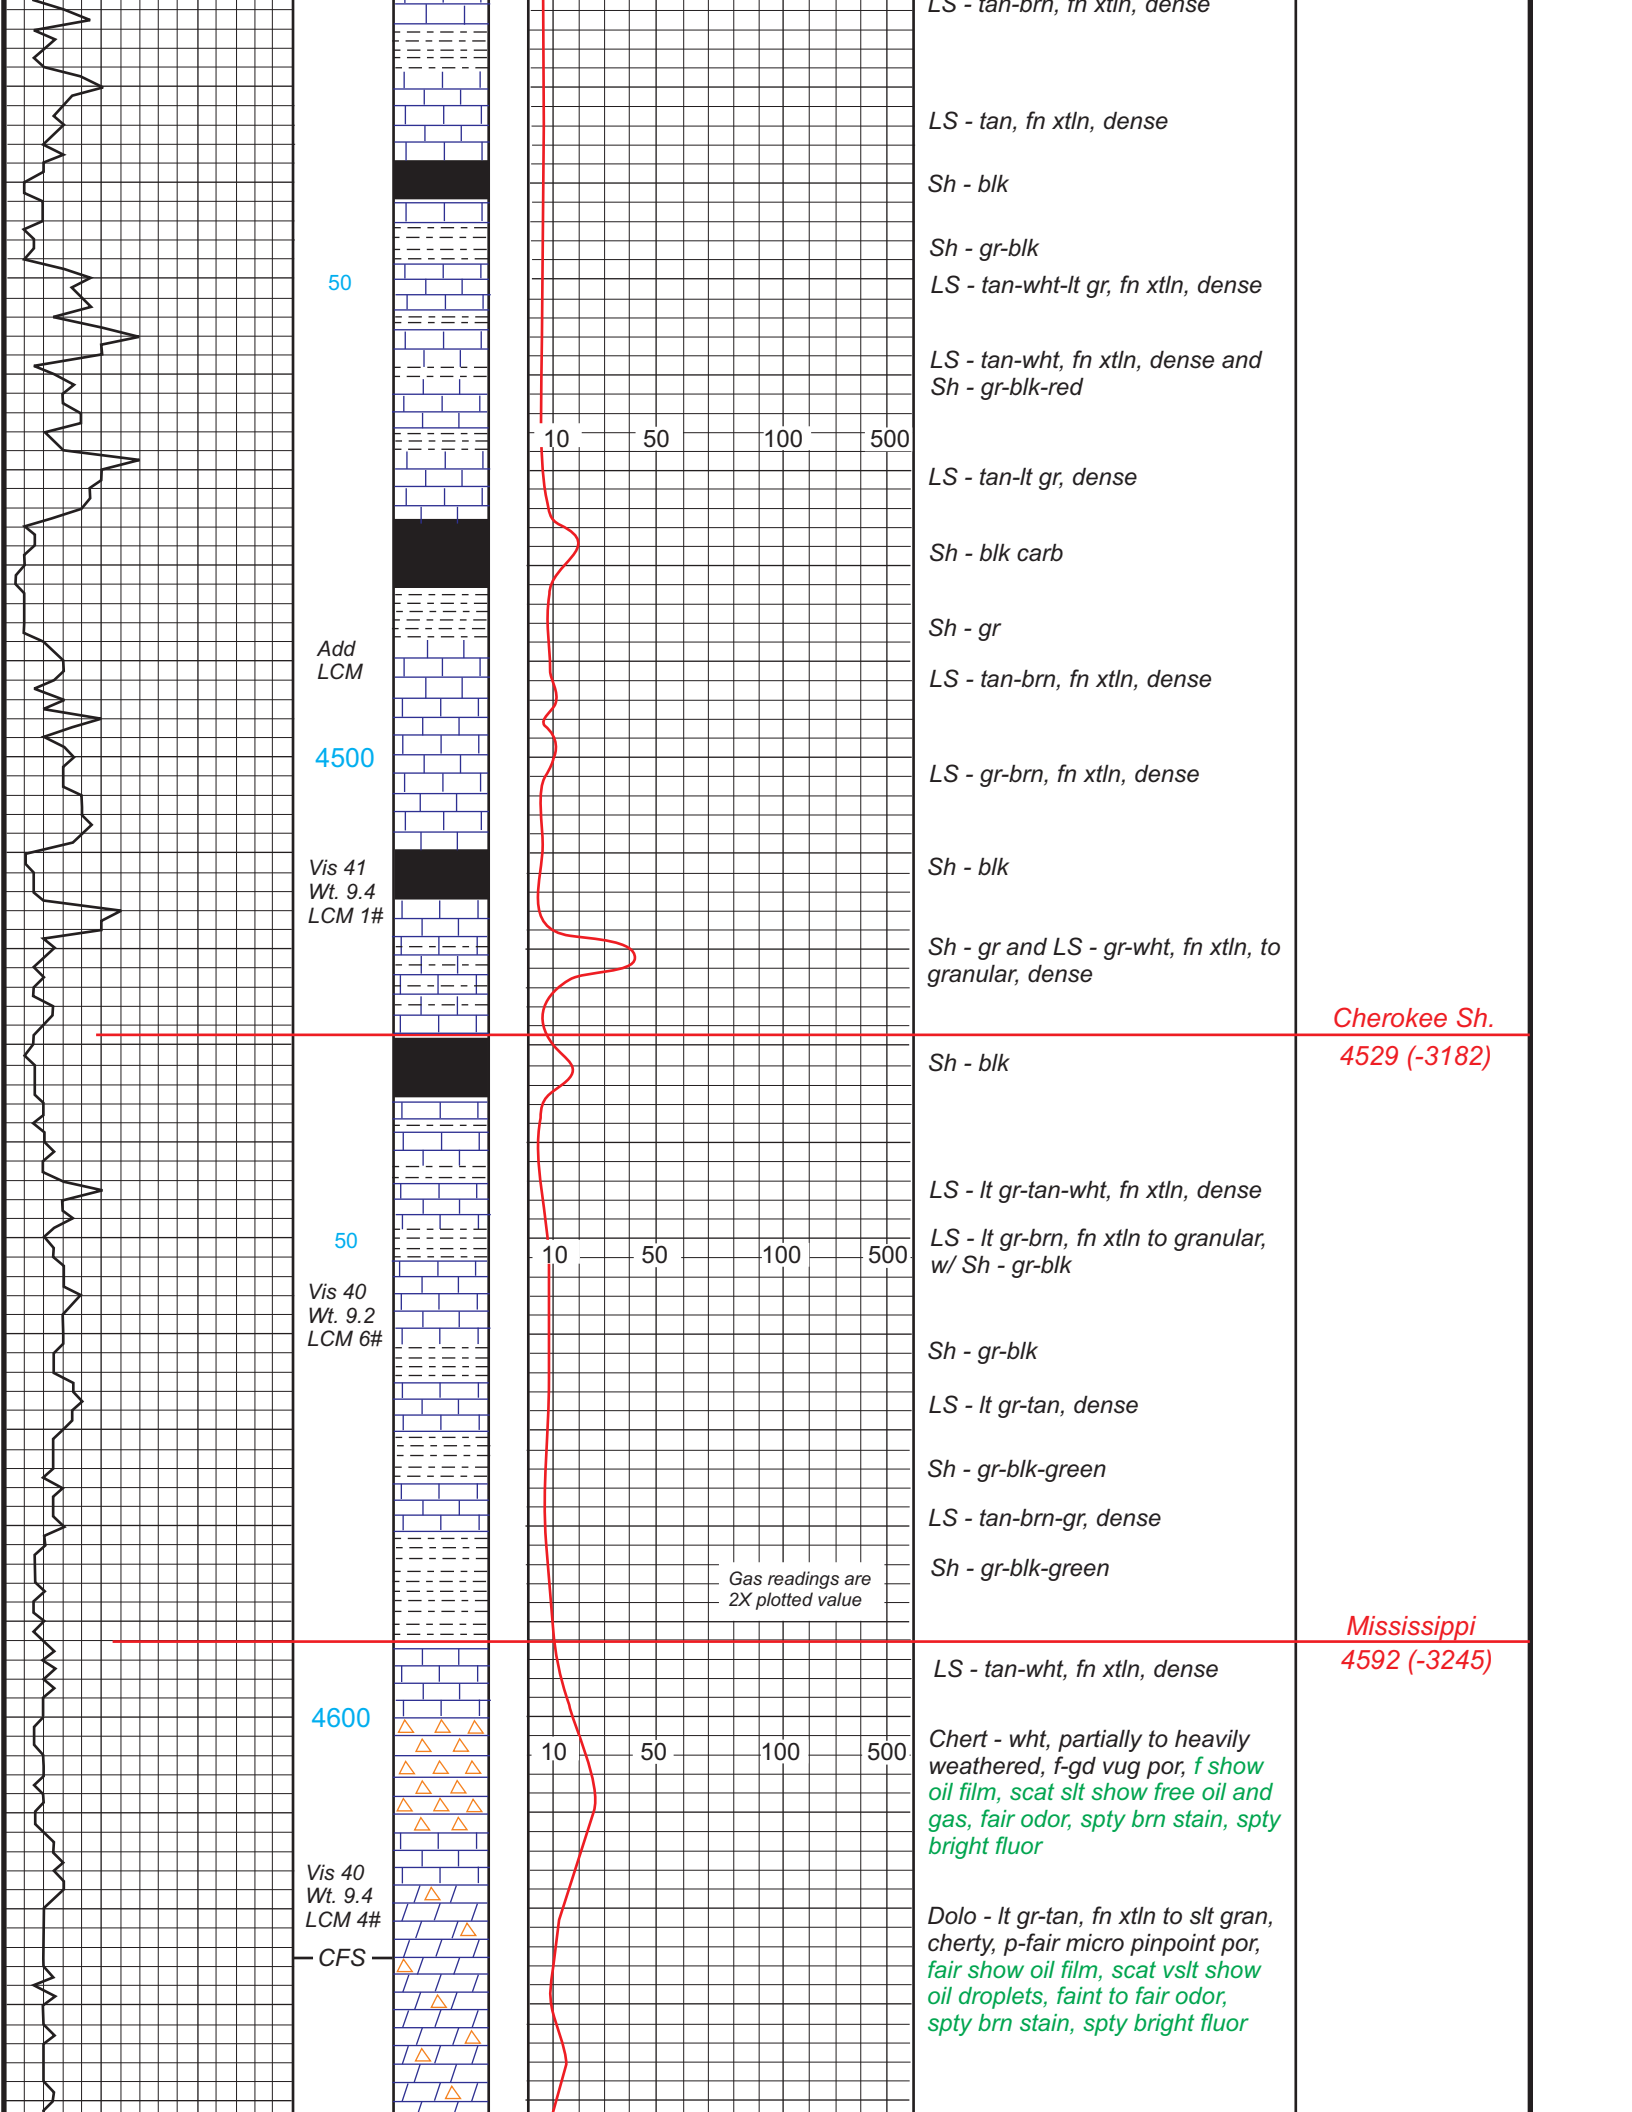 LS - tan-brn, fn xtln, dense
LS - tan, fn xtln, dense
Sh - blk
Sh - gr-blk
50
LS - tan-wht-lt gr, fn xtln, dense
LS - tan-wht, fn xtln, dense and
Sh - gr-blk-red
10 50 100 500
LS - tan-lt gr, dense
Sh - blk carb
Sh - gr
Add
LCM
LS - tan-brn, fn xtln, dense
4500
LS - gr-brn, fn xtln, dense
Vis 41
Wt. 9.4
LCM 1#
Sh - blk
Sh - gr and LS - gr-wht, fn xtln, to
granular, dense
Cherokee Sh.
4529 (-3182)
Sh - blk
LS - lt gr-tan-wht, fn xtln, dense
50
10 50 100 500
LS - lt gr-brn, fn xtln to granular,
w/ Sh - gr-blk
Vis 40
Wt. 9.2
LCM 6#
Sh - gr-blk
LS - lt gr-tan, dense
Sh - gr-blk-green
LS - tan-brn-gr, dense
Sh - gr-blk-green
Gas readings are
2X plotted value
Mississippi
4592 (-3245)
LS - tan-wht, fn xtln, dense
4600
10 50 100 500
Chert - wht, partially to heavily
weathered, f-gd vug por, f show
oil film, scat slt show free oil and
gas, fair odor, spty brn stain, spty
bright fluor
Vis 40
Wt. 9.4
LCM 4#
CFS
Dolo - lt gr-tan, fn xtln to slt gran,
cherty, p-fair micro pinpoint por,
fair show oil film, scat vslt show
oil droplets, faint to fair odor,
spty brn stain, spty bright fluor